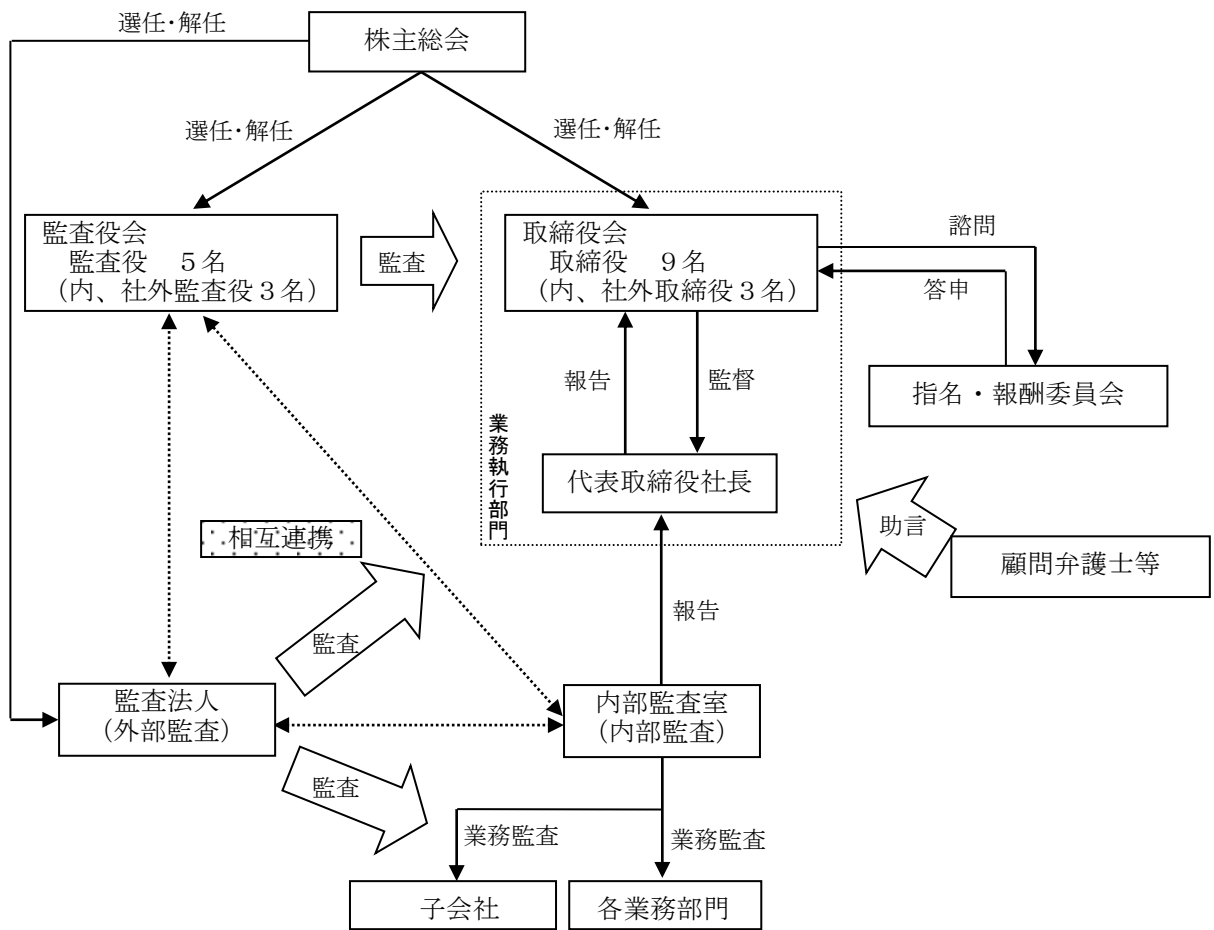 選任・解任
株主総会
選任・解任
選任・解任
監査役会
監査役　５名
（内、社外監査役３名）
監査
取締役会
取締役　９名
（内、社外取締役３名）
諮問
答申
報告
監督
指名・報酬委員会
業務執行部門
代表取締役社長
助言
顧問弁護士等
相互連携
監査
報告
監査法人
（外部監査）
内部監査室
（内部監査）
監査
業務監査
業務監査
子会社
各業務部門